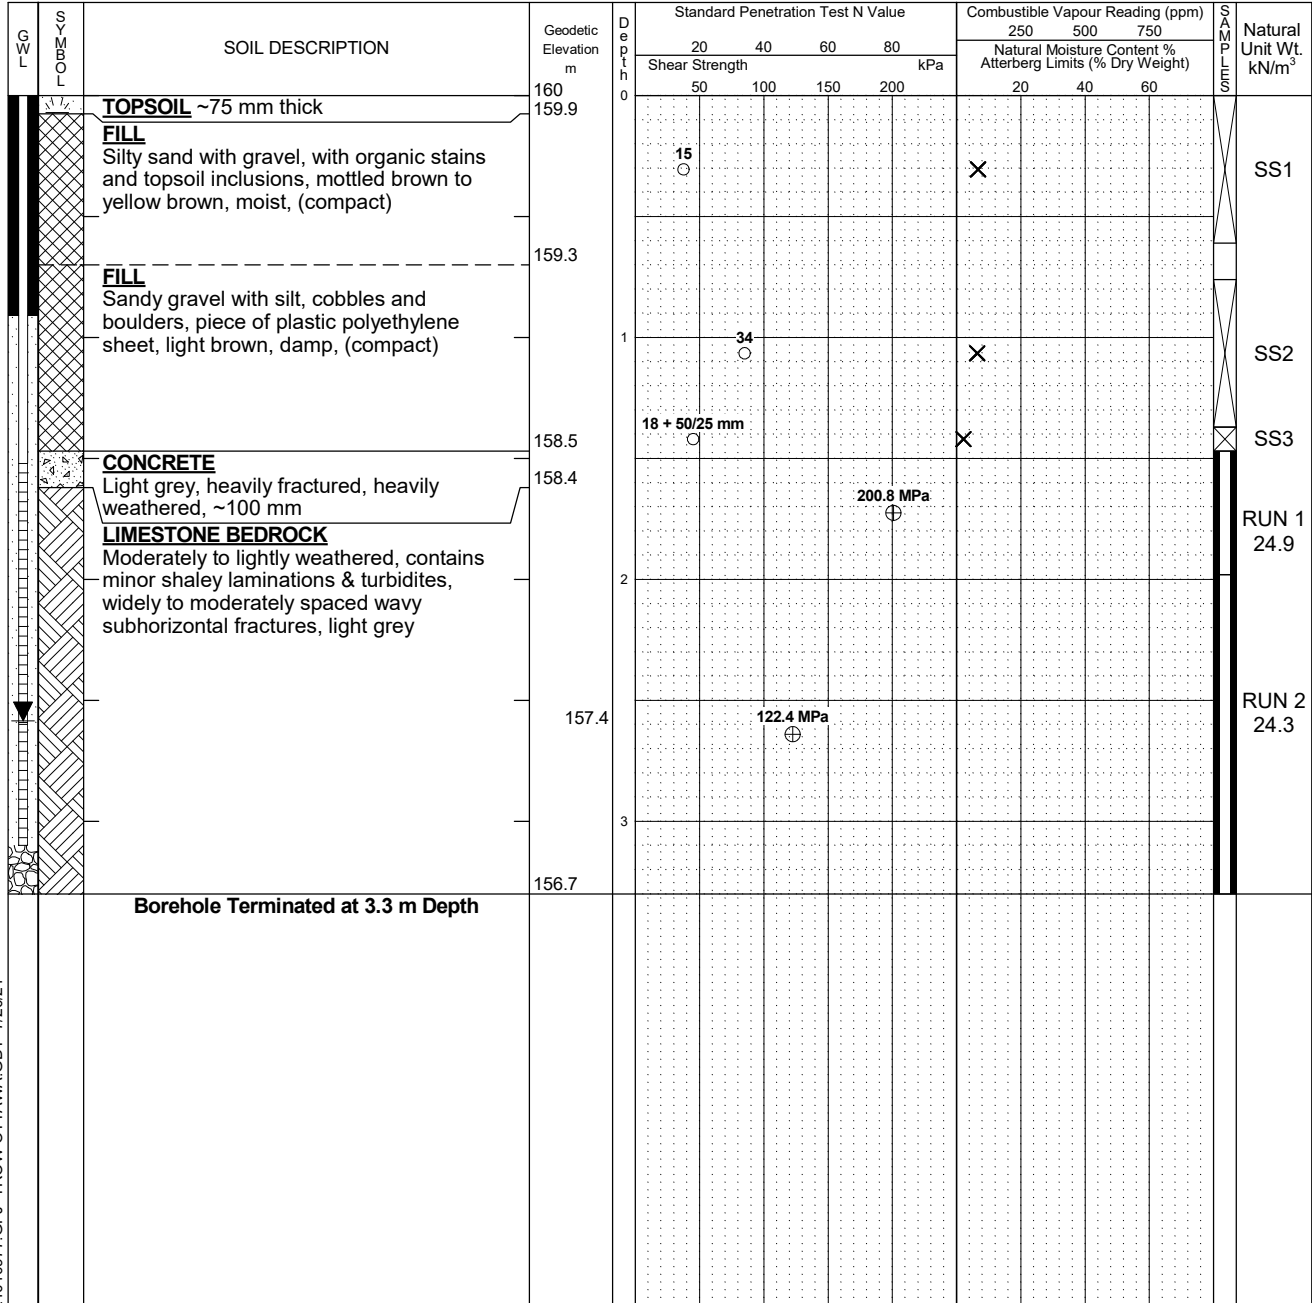 GWL
SYMBOL
SOIL DESCRIPTION
Geodetic
Elevation
m
Depth
Standard Penetration Test N Value
20 40 60 80
Shear Strength kPa
50 100 150 200
Combustible Vapour Reading (ppm)
250 500 750
Natural Moisture Content %
Atterberg Limits (% Dry Weight)
20 40 60
SAMPLES
Natural
Unit Wt.
kN/m³
160
0
TOPSOIL ~75 mm thick
159.9
FILL
Silty sand with gravel, with organic stains
and topsoil inclusions, mottled brown to
yellow brown, moist, (compact)
15
SS1
159.3
FILL
Sandy gravel with silt, cobbles and
boulders, piece of plastic polyethylene
sheet, light brown, damp, (compact)
1
34
SS2
18 + 50/25 mm
SS3
158.5
CONCRETE
Light grey, heavily fractured, heavily
weathered, ~100 mm
158.4
200.8 MPa
RUN 1
24.9
LIMESTONE BEDROCK
Moderately to lightly weathered, contains
minor shaley laminations & turbidites,
widely to moderately spaced wavy
subhorizontal fractures, light grey
2
157.4
122.4 MPa
RUN 2
24.3
3
156.7
Borehole Terminated at 3.3 m Depth